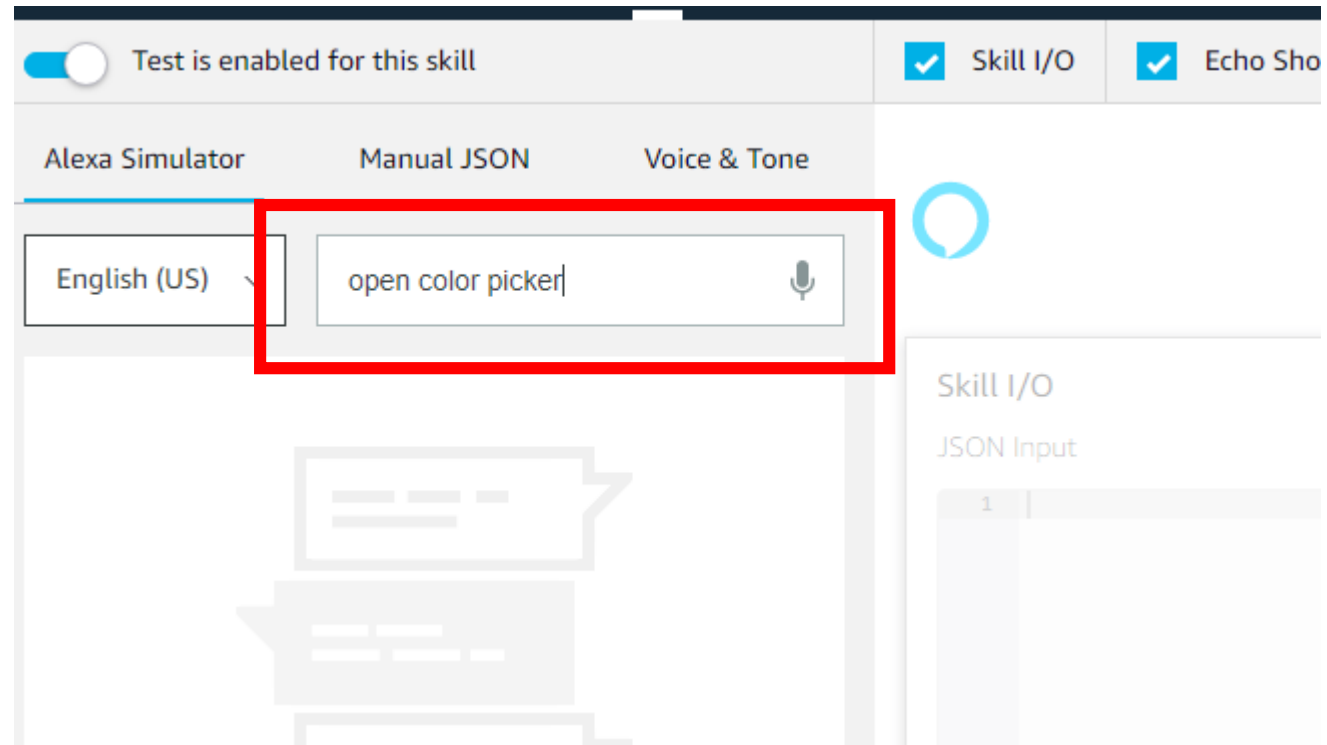 Test is enabled for this skill
Skill I/O
Echo Sho
Alexa Simulator
Manual JSON
Voice & Tone
English (US)
open color picker
Skill I/O
JSON Input
1